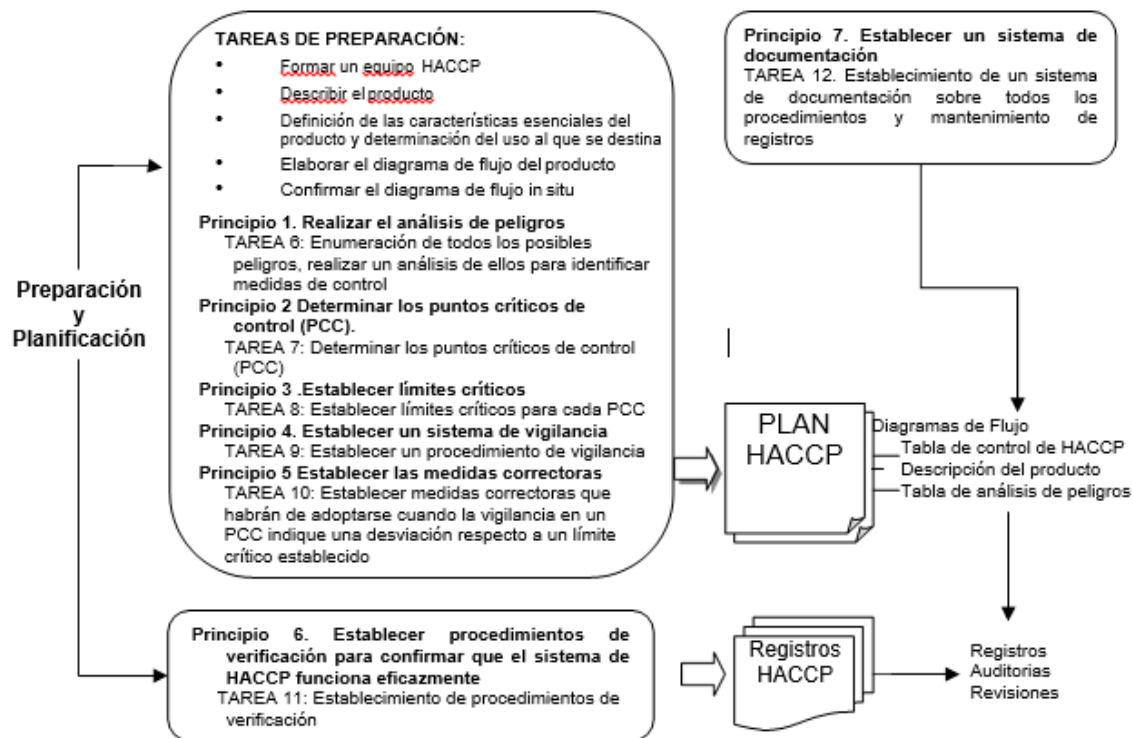 TAREAS DE PREPARACIÓN:
• Formar un equipo HACCP
• Describir el producto
• Definición de las características esenciales del
producto y determinación del uso al que se destina
• Elaborar el diagrama de flujo del producto
• Confirmar el diagrama de flujo in situ
Principio 1. Realizar el análisis de peligros
TAREA 6: Enumeración de todos los posibles
peligros, realizar un análisis de ellos para identificar
medidas de control
Principio 2 Determinar los puntos críticos de
control (PCC).
TAREA 7: Determinar los puntos críticos de control
(PCC)
Principio 3 .Establecer límites críticos
TAREA 8: Establecer límites críticos para cada PCC
Principio 4. Establecer un sistema de vigilancia
TAREA 9: Establecer un procedimiento de vigilancia
Principio 5 Establecer las medidas correctoras
TAREA 10: Establecer medidas correctoras que
habrán de adoptarse cuando la vigilancia en un
PCC indique una desviación respecto a un límite
crítico establecido
Principio 7. Establecer un sistema de
documentación
TAREA 12. Establecimiento de un sistema
de documentación sobre todos los
procedimientos y mantenimiento de
registros
Preparación
y
Planificación
PLAN
HACCP
Diagramas de Flujo
Tabla de control de HACCP
Descripción del producto
Tabla de análisis de peligros
Principio 6. Establecer procedimientos de
verificación para confirmar que el sistema de
HACCP funciona eficazmente
TAREA 11: Establecimiento de procedimientos de
verificación
Registros
HACCP
Registros
Auditorias
Revisiones